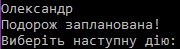 Олександр
Подорож запланована!
Виберіть наступну дію: